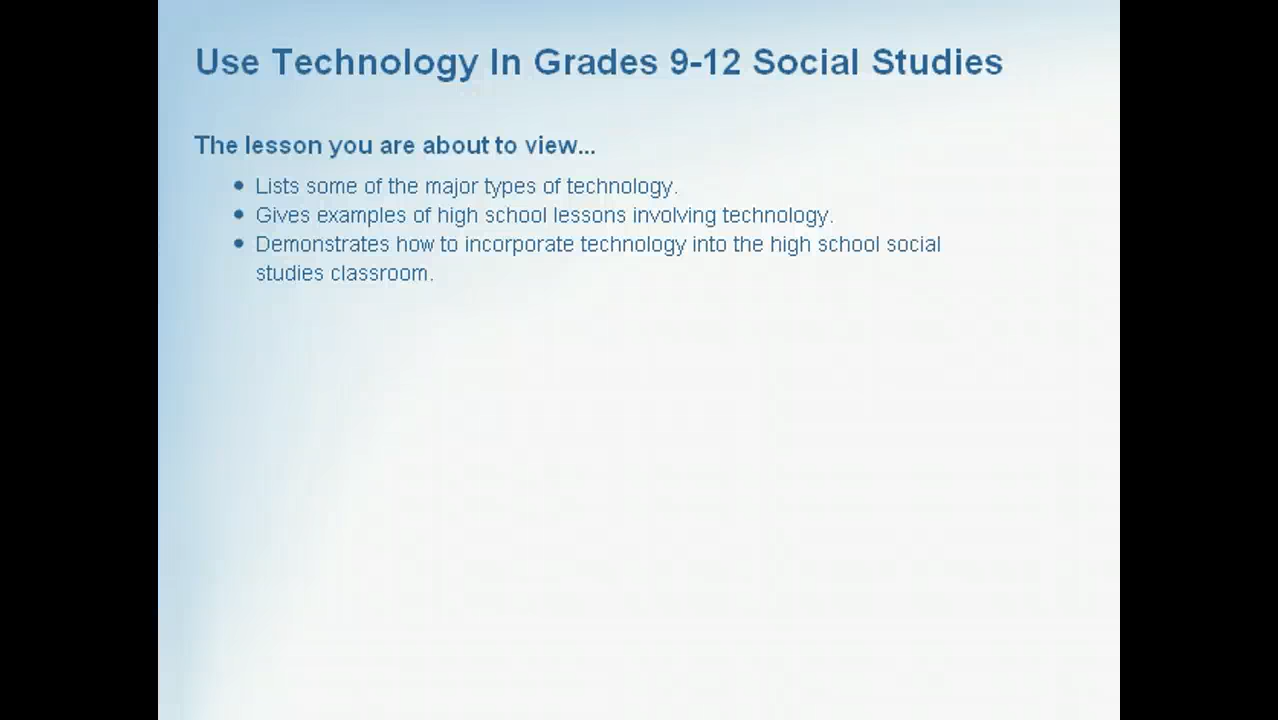 Use Technology In Grades 9-12 Social Studies
The lesson you are about to view...
• Lists some of the major types of technology.
• Gives examples of high school lessons involving technology.
• Demonstrates how to incorporate technology into the high school social
studies classroom.